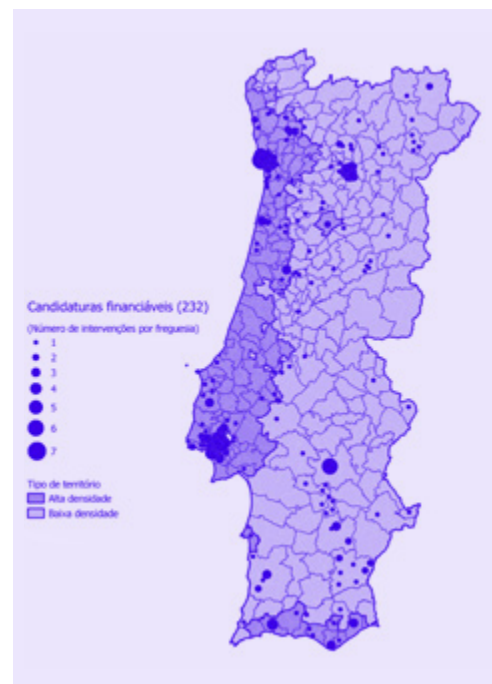 Candidaturas financiáveis (232)
(Número de intervenções por freguesia)
1
2
3
4
5
6
7
Tipo de território
Alta densidade
Baixa densidade